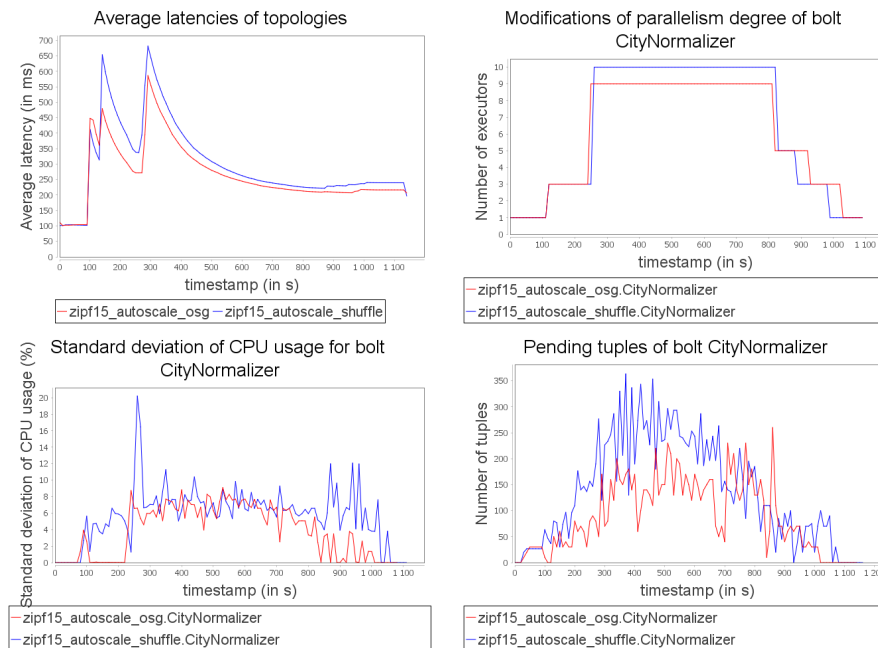 Average latencies of topologies
Average latency (in ms)
700
650
600
550
500
450
400
350
300
250
200
150
100
50
0
0 100 200 300 400 500 600 700 800 900 1 000 1 100
timestamp (in s)
zipf15_autoscale_osg zipf15_autoscale_shuffle
Modifications of parallelism degree of bolt
CityNormalizer
Number of executors
10
9
8
7
6
5
4
3
2
1
0
0 100 200 300 400 500 600 700 800 900 1 000 1 100
timestamp (in s)
zipf15_autoscale_osg.CityNormalizer
zipf15_autoscale_shuffle.CityNormalizer
Standard deviation of CPU usage for bolt
CityNormalizer
Standard deviation of CPU usage (%)
20
18
16
14
12
10
8
6
4
2
0
0 100 200 300 400 500 600 700 800 900 1 000 1 100
timestamp (in s)
zipf15_autoscale_osg.CityNormalizer
zipf15_autoscale_shuffle.CityNormalizer
Pending tuples of bolt CityNormalizer
Number of tuples
350
300
250
200
150
100
50
0
0 100 200 300 400 500 600 700 800 900 1 000 1 100 1 200
timestamp (in s)
zipf15_autoscale_osg.CityNormalizer
zipf15_autoscale_shuffle.CityNormalizer